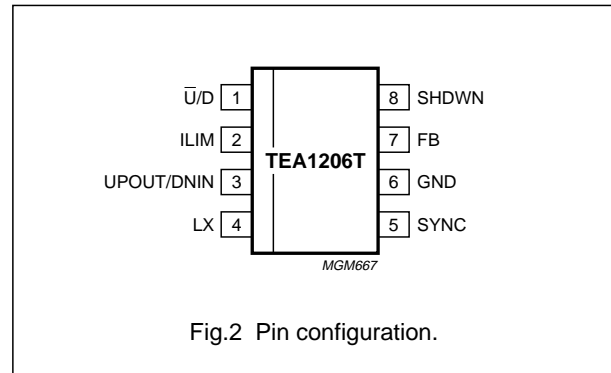 U̅/D 1
ILIM 2
UPOUT/DNIN 3
LX 4
TEA1206T
8 SHDWN
7 FB
6 GND
5 SYNC
MGM667
Fig.2 Pin configuration.